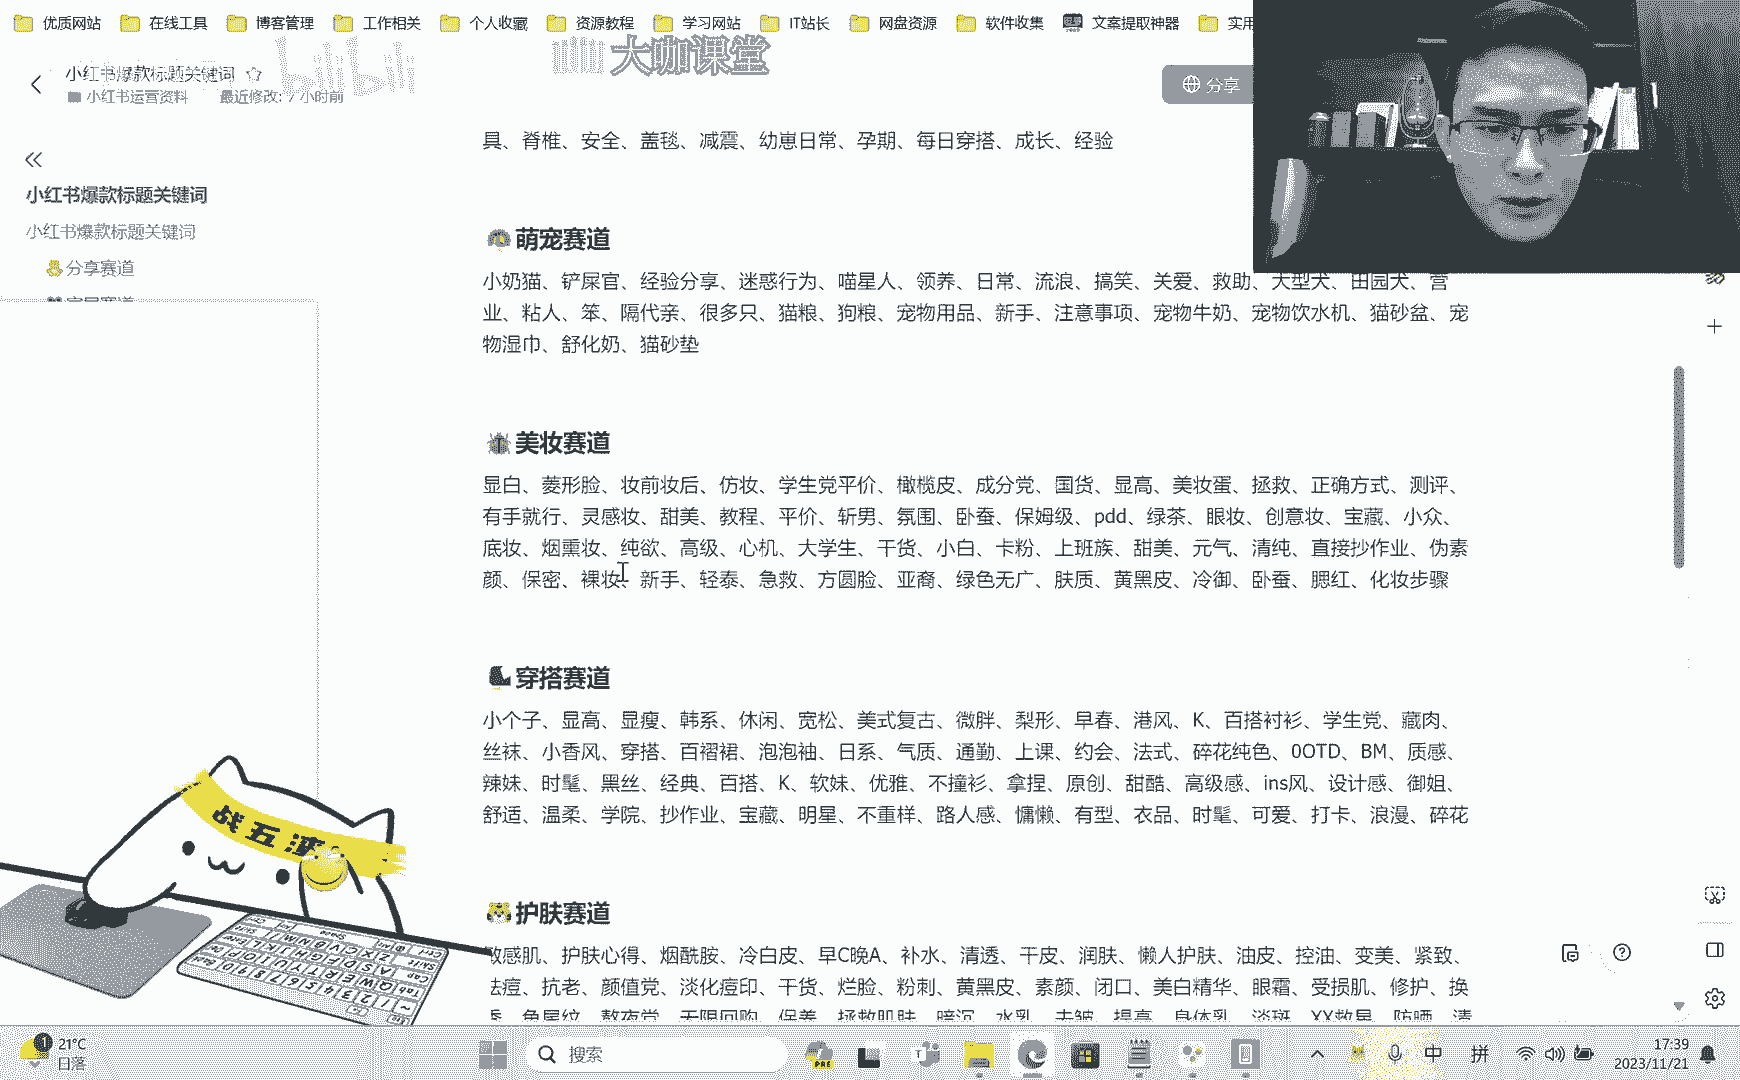 优质网站 在线工具 博客管理 工作相关 个人收藏 资源教程 学习网站 IT站长 网盘资源 软件收集 文案提取神器 实用
bilibili 大咖课堂
小红书爆款标题关键词
小红书运营资料 最近修改: 7 小时前
分享
小红书爆款标题关键词
小红书爆款标题关键词
分享赛道
具、脊椎、安全、盖毯、减震、幼崽日常、孕期、每日穿搭、成长、经验
萌宠赛道
小奶猫、铲屎官、经验分享、迷惑行为、喵星人、领养、日常、流浪、搞笑、关爱、救助、大型犬、田园犬、营
业、粘人、笨、隔代亲、很多只、猫粮、狗粮、宠物用品、新手、注意事项、宠物牛奶、宠物饮水机、猫砂盆、宠
物湿巾、舒化奶、猫砂垫
美妆赛道
显白、菱形脸、妆前妆后、仿妆、学生党平价、橄榄皮、成分党、国货、显高、美妆蛋、拯救、正确方式、测评、
有手就行、灵感妆、甜美、教程、平价、斩男、氛围、卧蚕、保姆级、pdd、绿茶、眼妆、创意妆、宝藏、小众、
底妆、烟熏妆、纯欲、高级、心机、大学生、干货、小白、卡粉、上班族、甜美、元气、清纯、直接抄作业、伪素
颜、保密、裸妆、新手、轻泰、急救、方圆脸、亚裔、绿色无广、肤质、黄黑皮、冷御、卧蚕、腮红、化妆步骤
穿搭赛道
小个子、显高、显瘦、韩系、休闲、宽松、美式复古、微胖、梨形、早春、港风、K、百搭衬衫、学生党、藏肉、
丝袜、小香风、穿搭、百褶裙、泡泡袖、日系、气质、通勤、上课、约会、法式、碎花纯色、0OTD、BM、质感、
辣妹、时髦、黑丝、经典、百搭、K、软妹、优雅、不撞衫、拿捏、原创、甜酷、高级感、ins风、设计感、御姐、
舒适、温柔、学院、抄作业、宝藏、明星、不重样、路人感、慵懒、有型、衣品、时髦、可爱、打卡、浪漫、碎花
护肤赛道
敏感肌、护肤心得、烟酰胺、冷白皮、早C晚A、补水、清透、干皮、润肤、懒人护肤、油皮、控油、变美、紧致、
祛痘、抗老、颜值党、淡化痘印、干货、烂脸、粉刺、黄黑皮、素颜、闭口、美白精华、眼霜、受损肌、修护、换
战五渣
1 21°C
日落
搜索
PRE
中 拼
17:39
2023/11/21